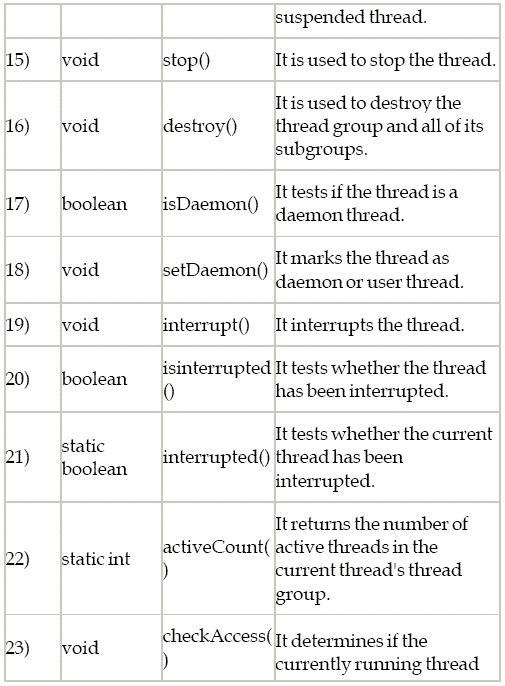 suspended thread.
15) void stop() It is used to stop the thread.
It is used to destroy the
16) void destroy() thread group and all of its
subgroups.
17) boolean isDaemon() It tests if the thread is a
daemon thread.
18) void setDaemon() It marks the thread as
daemon or user thread.
19) void interrupt() It interrupts the thread.
20) boolean isinterrupted It tests whether the thread
() has been interrupted.
21) static
boolean interrupted() It tests whether the current
thread has been
interrupted.
22) static int activeCount(
) It returns the number of
active threads in the
current thread's thread
group.
23) void checkAccess(
) It determines if the
currently running thread